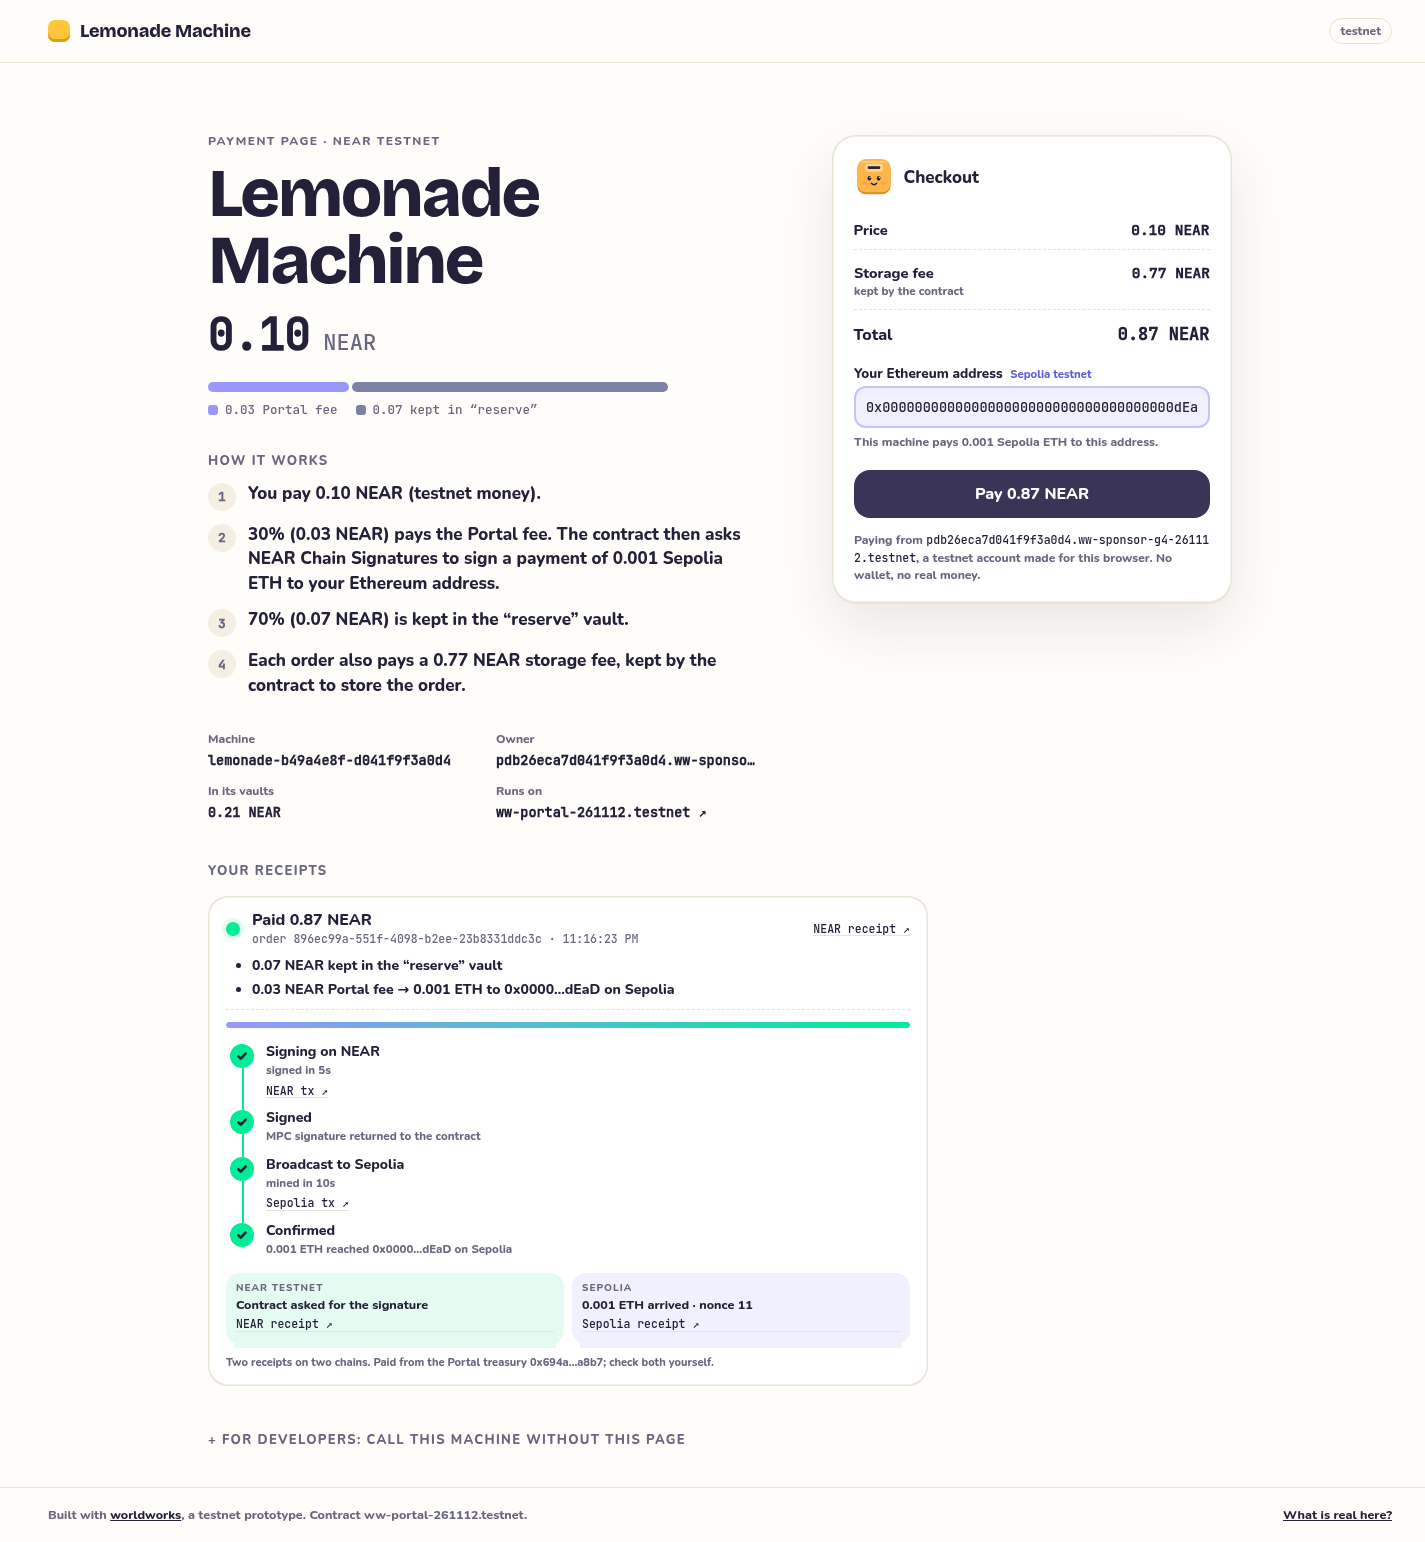 Lemonade Machine
testnet
PAYMENT PAGE · NEAR TESTNET
Lemonade
Machine
0.10 NEAR
0.03 Portal fee 0.07 kept in “reserve”
HOW IT WORKS
1 You pay 0.10 NEAR (testnet money).
2 30% (0.03 NEAR) pays the Portal fee. The contract then asks
NEAR Chain Signatures to sign a payment of 0.001 Sepolia
ETH to your Ethereum address.
3 70% (0.07 NEAR) is kept in the “reserve” vault.
4 Each order also pays a 0.77 NEAR storage fee, kept by the
contract to store the order.
Machine
lemonade-b49a4e8f-d041f9f3a0d4
Owner
pdb26eca7d041f9f3a0d4.ww-sponso…
In its vaults
0.21 NEAR
Runs on
ww-portal-261112.testnet ↗
Checkout
Price 0.10 NEAR
Storage fee 0.77 NEAR
kept by the contract
Total 0.87 NEAR
Your Ethereum address Sepolia testnet
0x000000000000000000000000000000000000dEa
This machine pays 0.001 Sepolia ETH to this address.
Pay 0.87 NEAR
Paying from pdb26eca7d041f9f3a0d4.ww-sponsor-g4-26111
2.testnet, a testnet account made for this browser. No
wallet, no real money.
YOUR RECEIPTS
Paid 0.87 NEAR
order 896ec99a-551f-4098-b2ee-23b8331ddc3c · 11:16:23 PM
NEAR receipt ↗
• 0.07 NEAR kept in the “reserve” vault
• 0.03 NEAR Portal fee → 0.001 ETH to 0x0000…dEaD on Sepolia
Signing on NEAR
signed in 5s
NEAR tx ↗
Signed
MPC signature returned to the contract
Broadcast to Sepolia
mined in 10s
Sepolia tx ↗
Confirmed
0.001 ETH reached 0x0000…dEaD on Sepolia
NEAR TESTNET
Contract asked for the signature
NEAR receipt ↗
SEPOLIA
0.001 ETH arrived · nonce 11
Sepolia receipt ↗
Two receipts on two chains. Paid from the Portal treasury 0x694a…a8b7; check both yourself.
+ FOR DEVELOPERS: CALL THIS MACHINE WITHOUT THIS PAGE
Built with worldworks, a testnet prototype. Contract ww-portal-261112.testnet.
What is real here?